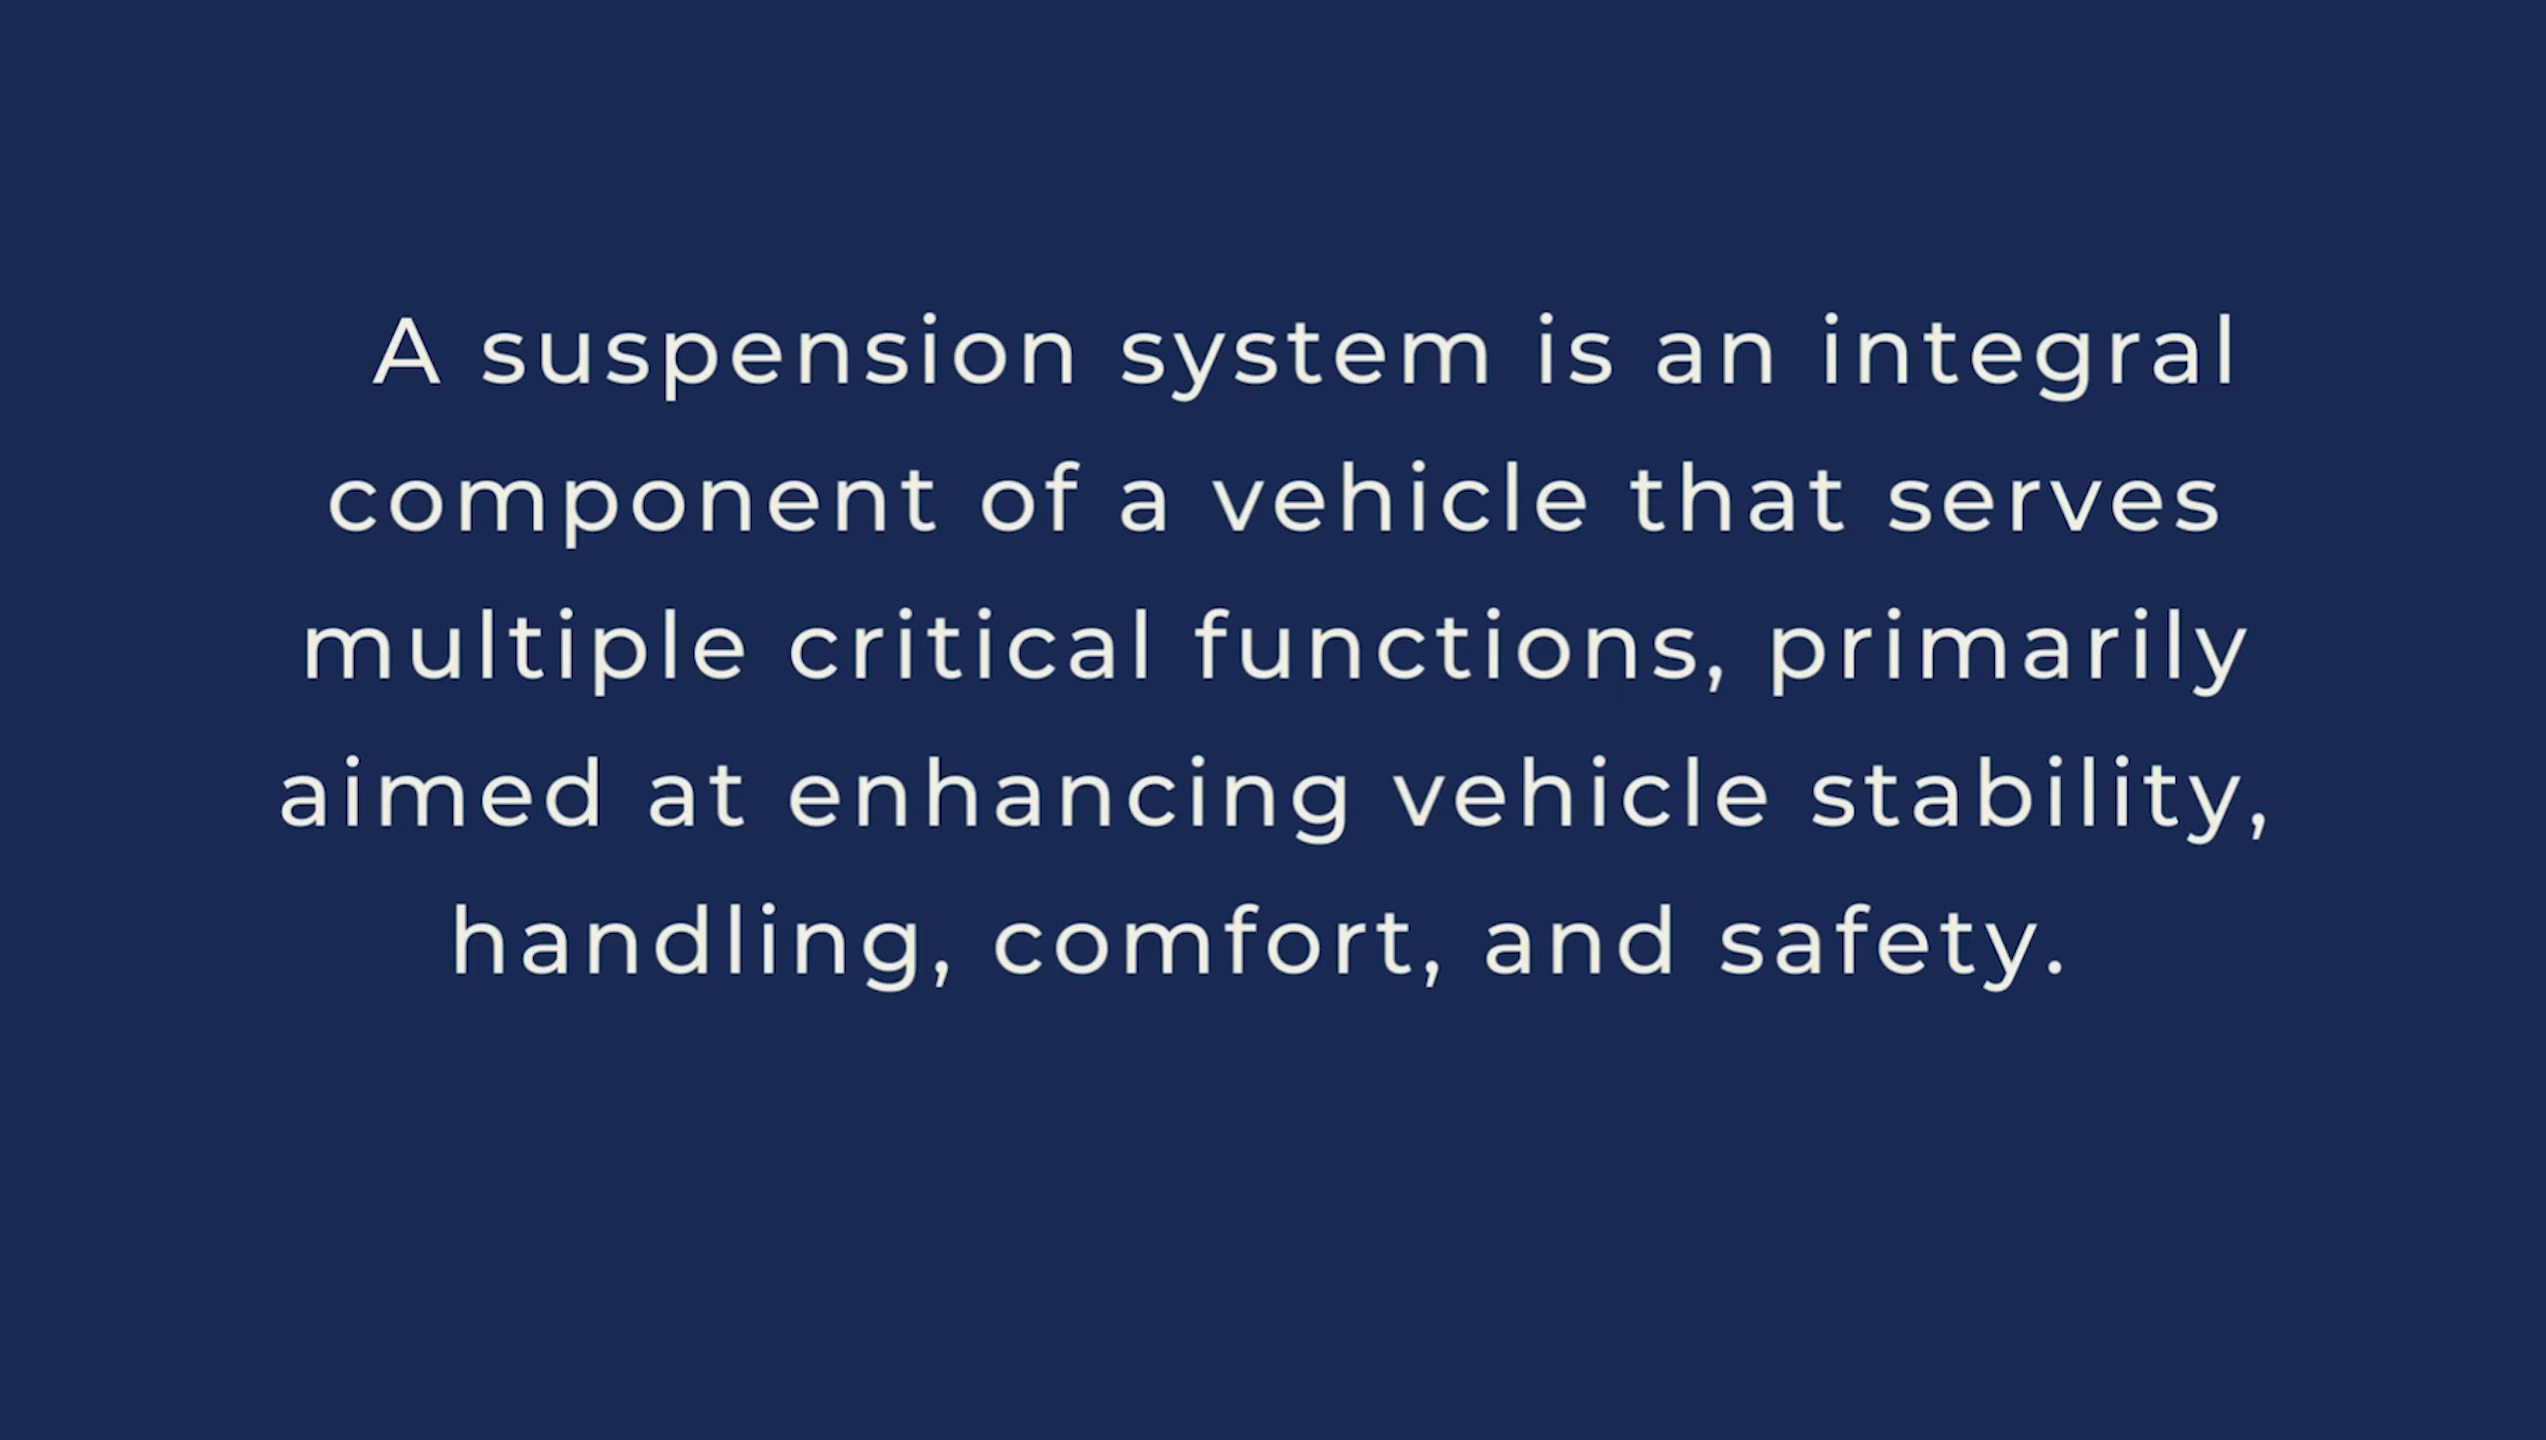 A suspension system is an integral
component of a vehicle that serves
multiple critical functions, primarily
aimed at enhancing vehicle stability,
handling, comfort, and safety.